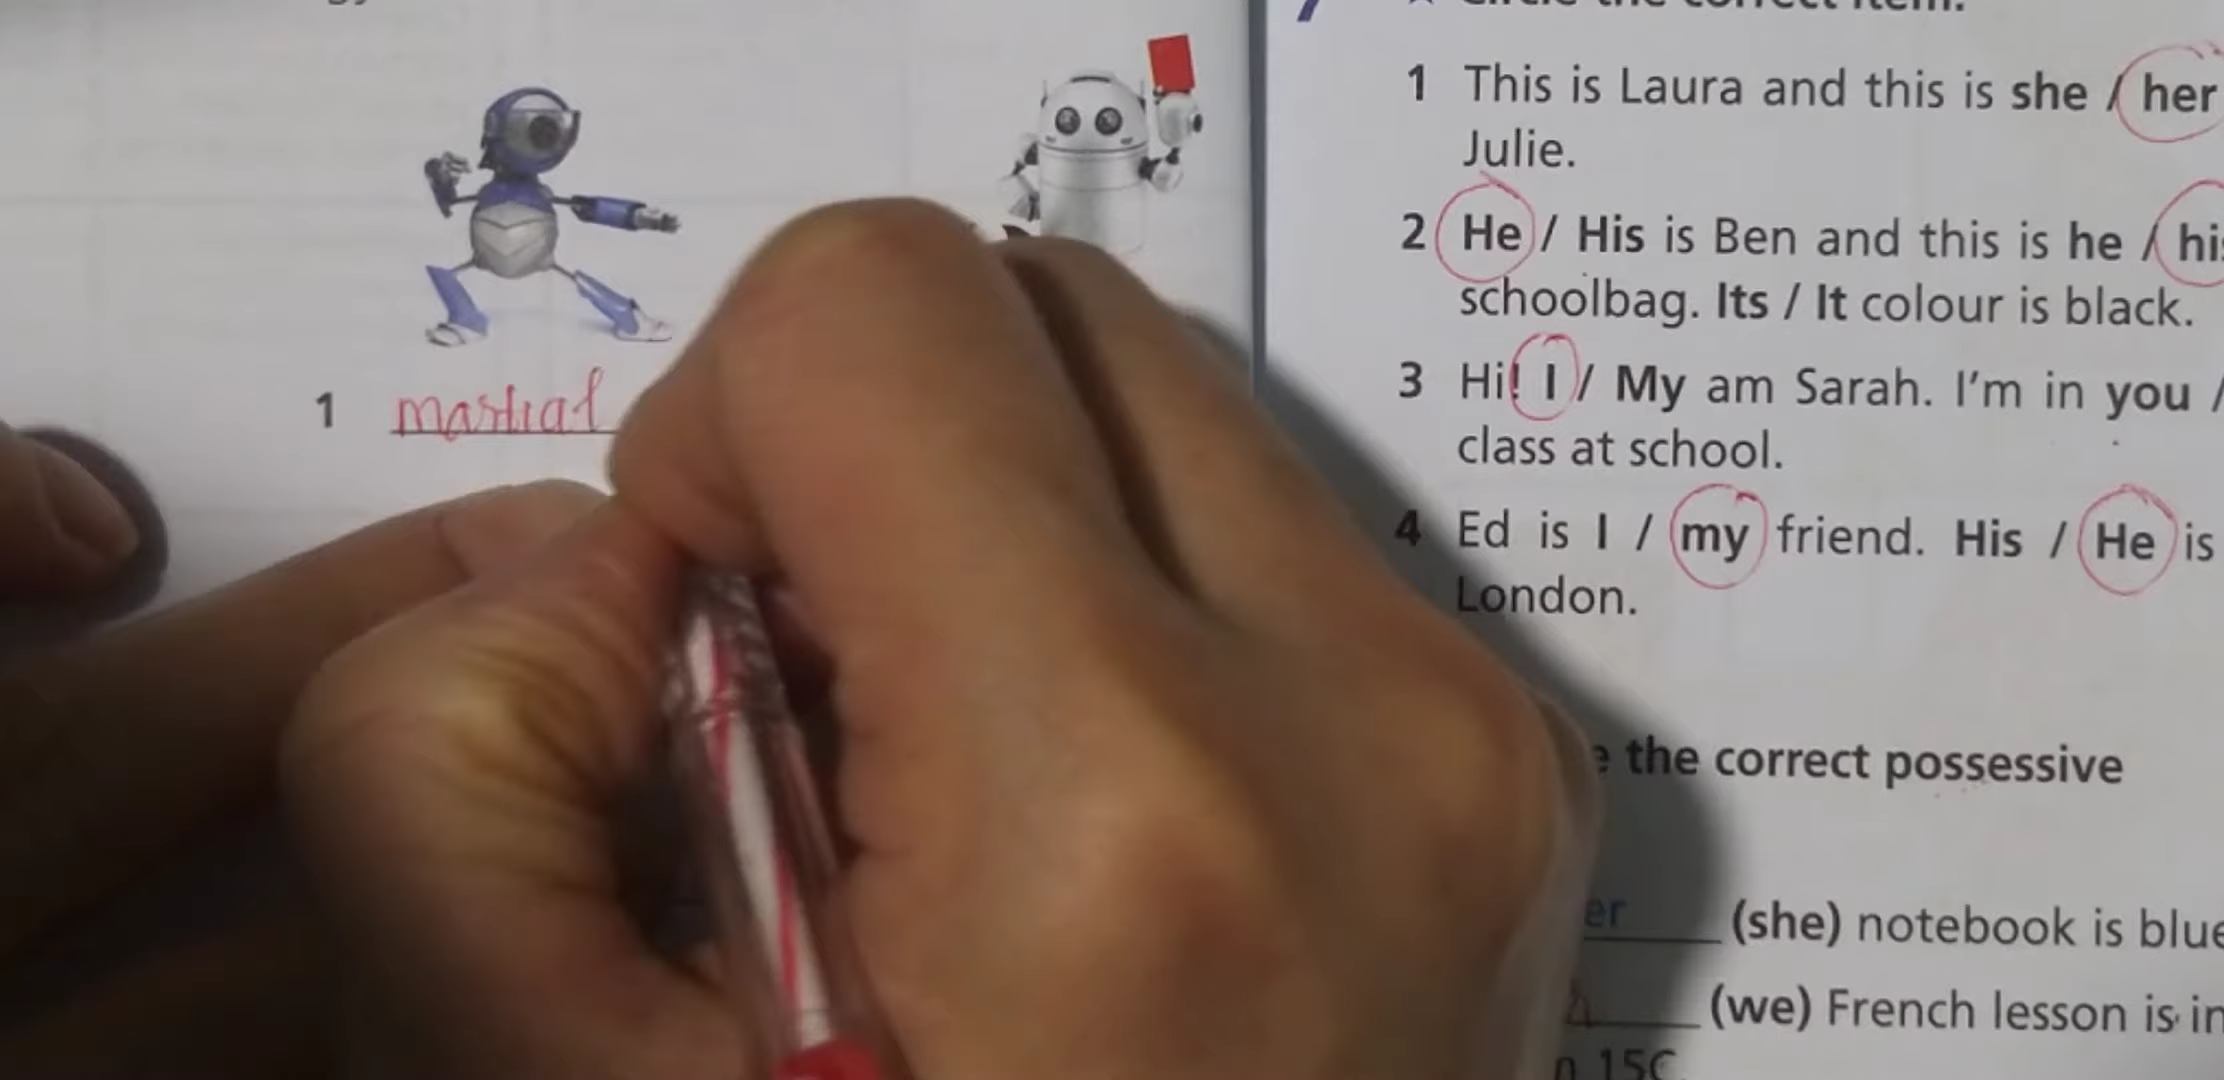 1 martial
1 This is Laura and this is she / her
Julie.
2 He / His is Ben and this is he / his
schoolbag. Its / It colour is black.
3 Hi! I / My am Sarah. I'm in you /
class at school.
4 Ed is I / my friend. His / He is
London.
the correct possessive
er (she) notebook is blue
(we) French lesson is in
15C